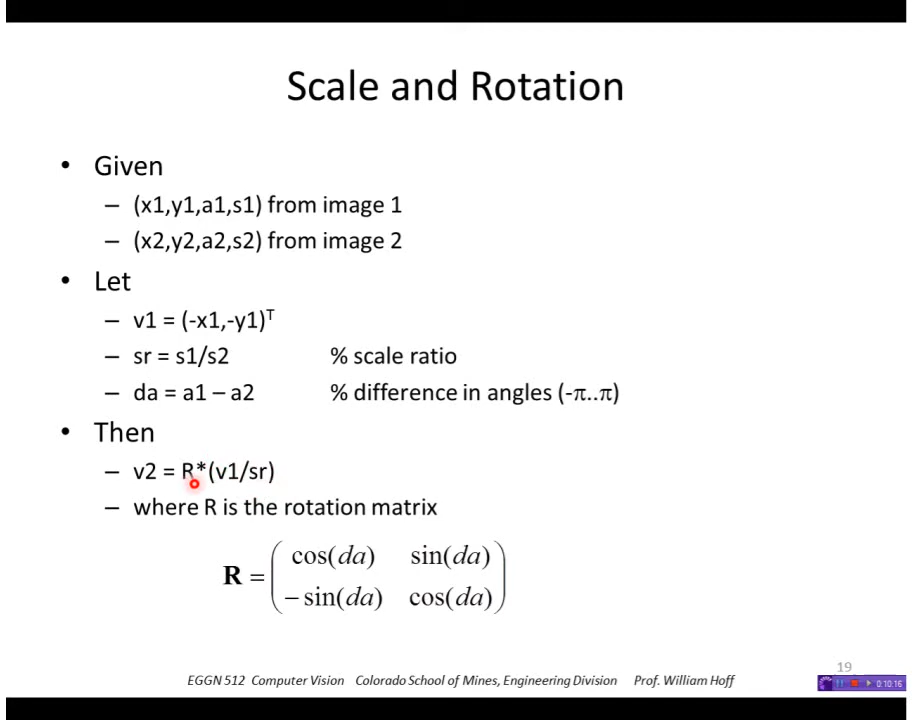 Scale and Rotation
• Given
– (x1,y1,a1,s1) from image 1
– (x2,y2,a2,s2) from image 2
• Let
– v1 = (-x1,-y1)ᵀ
– sr = s1/s2 % scale ratio
– da = a1 – a2 % difference in angles (-π..π)
• Then
– v2 = R*(v1/sr)
– where R is the rotation matrix
R = ( cos(da) sin(da)
– sin(da) cos(da) )
19
EGGN 512 Computer Vision Colorado School of Mines, Engineering Division Prof. William Hoff
0:10:16